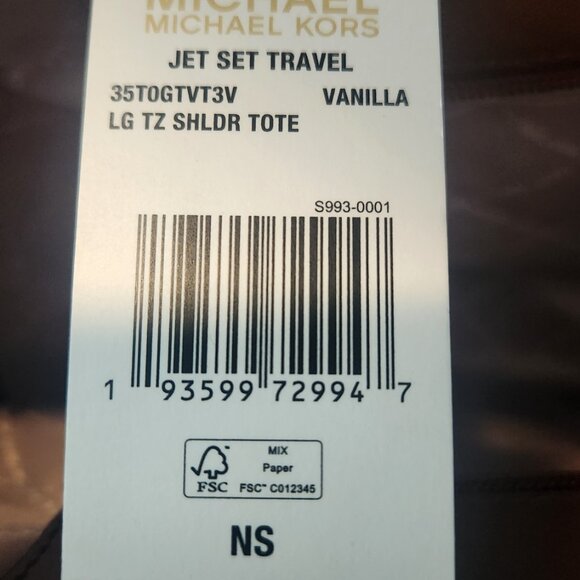 MICHAEL
MICHAEL KORS
JET SET TRAVEL
35T0GTVT3V VANILLA
LG TZ SHLDR TOTE
S993-0001
1 93599 72994 7
MIX
Paper
FSC™ C012345
FSC
NS